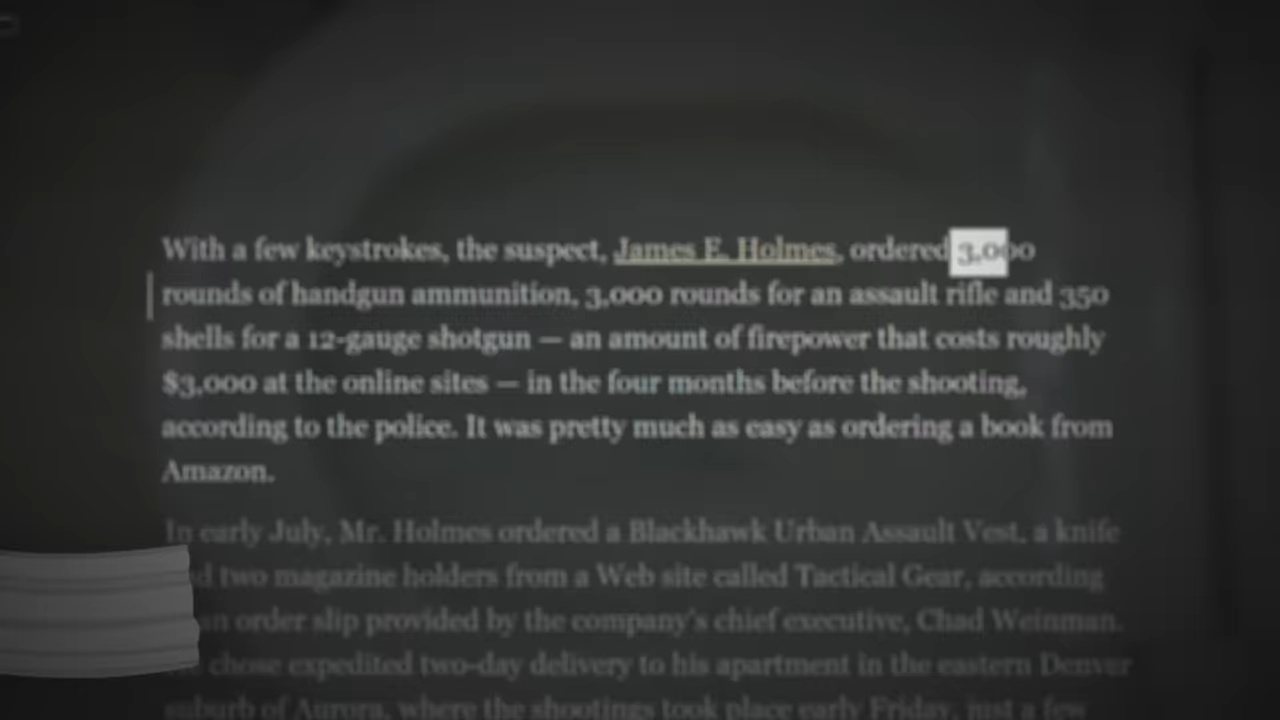 With a few keystrokes, the suspect, James E. Holmes, ordered 3,000
rounds of handgun ammunition, 3,000 rounds for an assault rifle and 350
shells for a 12-gauge shotgun — an amount of firepower that costs roughly
$3,000 at the online sites — in the four months before the shooting,
according to the police. It was pretty much as easy as ordering a book from
Amazon.
In early July, Mr. Holmes ordered a Blackhawk Urban Assault Vest, a knife
two magazine holders from a Web site called Tactical Gear, according
order slip provided by the company's chief executive, Chad Weinman.
chose expedited two-day delivery to his apartment in the eastern Denver
suburb of Aurora, where the shootings took place early Friday, just a few